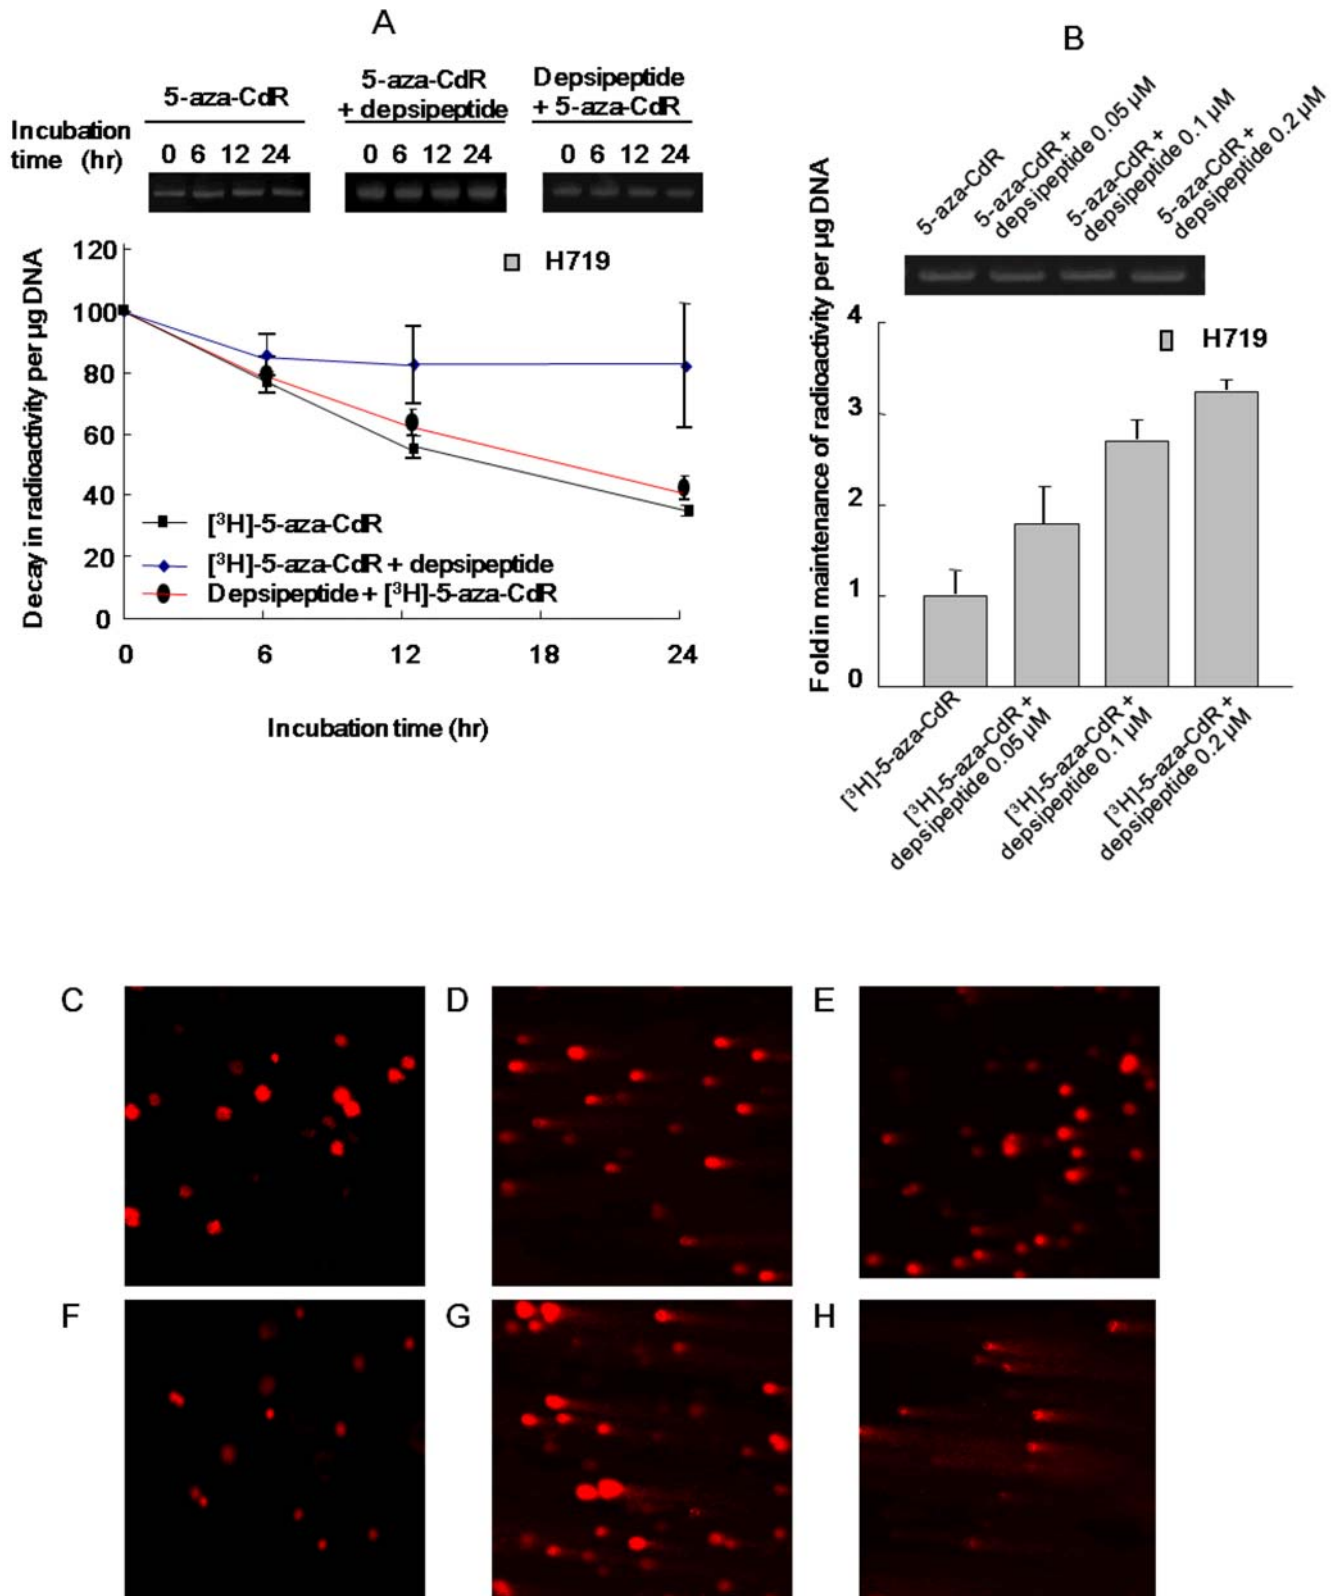 A
5-aza-CdR
5-aza-CdR
+ depsipeptide
Depsipeptide
+ 5-aza-CdR
Incubation
time (hr)
0 6 12 24
0 6 12 24
0 6 12 24
Decay in radioactivity per µg DNA
120
100
80
60
40
20
0
H719
[³H]-5-aza-CdR
[³H]-5-aza-CdR + depsipeptide
Depsipeptide + [³H]-5-aza-CdR
0 6 12 18 24
Incubation time (hr)
B
5-aza-CdR
5-aza-CdR +
depsipeptide 0.05 µM
5-aza-CdR +
depsipeptide 0.1 µM
5-aza-CdR +
depsipeptide 0.2 µM
Fold in maintenance of radioactivity per µg DNA
4
3
2
1
0
H719
[³H]-5-aza-CdR
[³H]-5-aza-CdR +
depsipeptide 0.05 µM
[³H]-5-aza-CdR +
depsipeptide 0.1 µM
[³H]-5-aza-CdR +
depsipeptide 0.2 µM
C
D
E
F
G
H